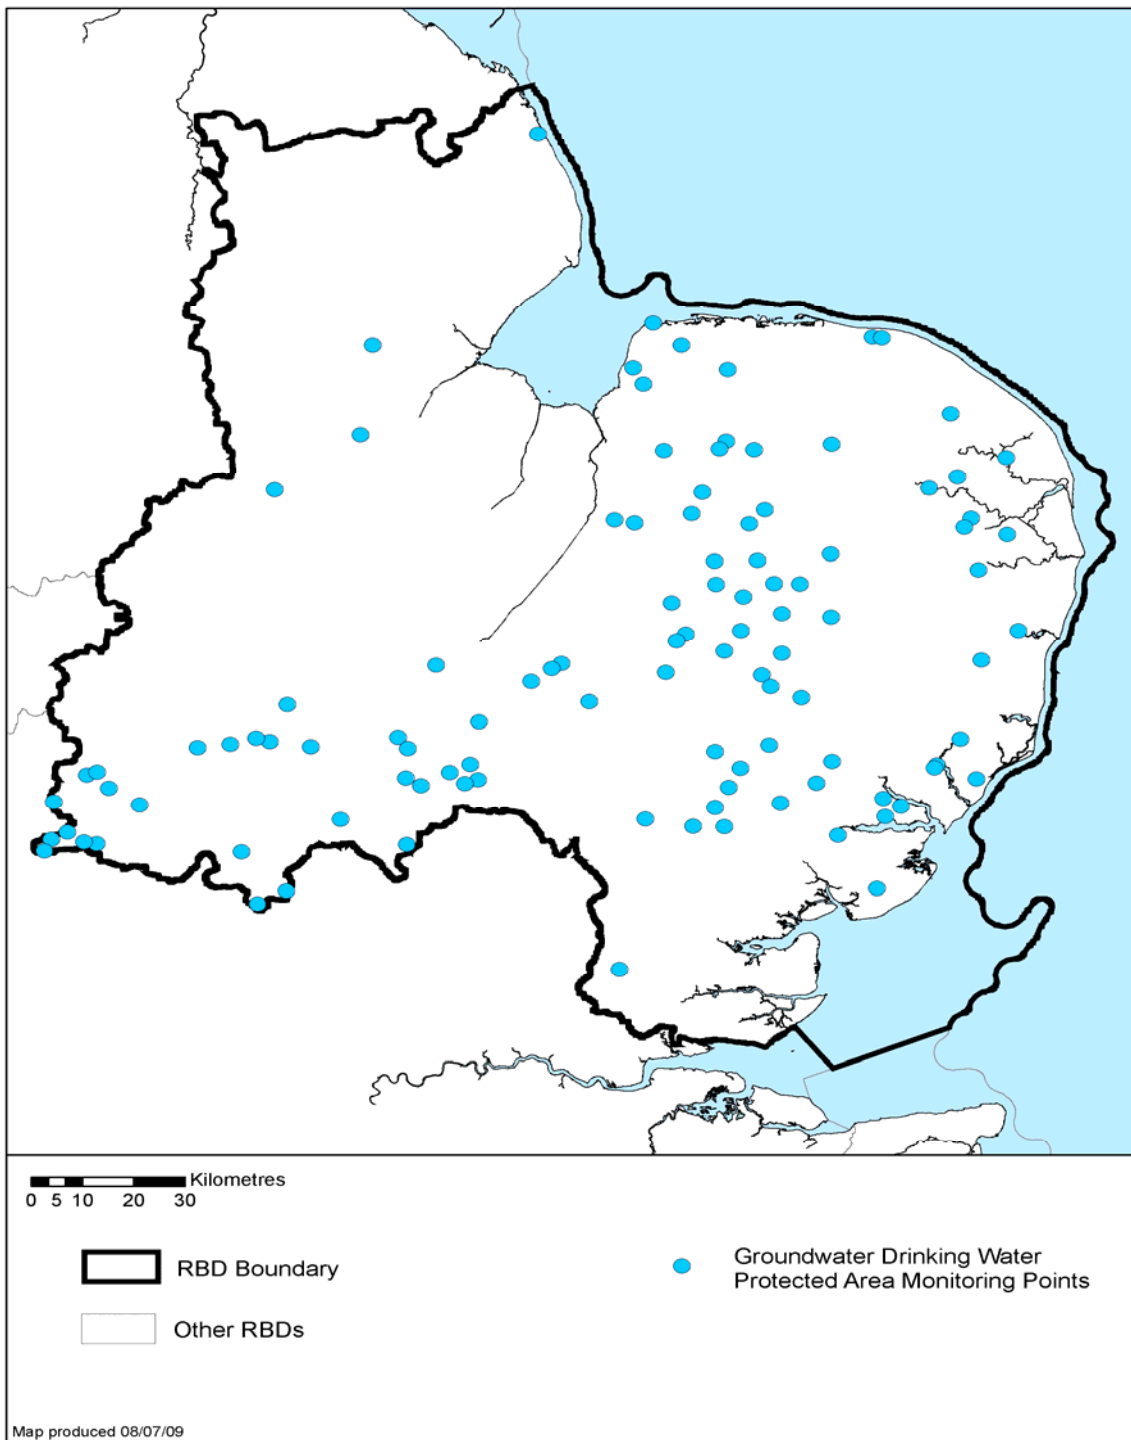 Kilometres
0 5 10 20 30
RBD Boundary
Other RBDs
Groundwater Drinking Water
Protected Area Monitoring Points
Map produced 08/07/09